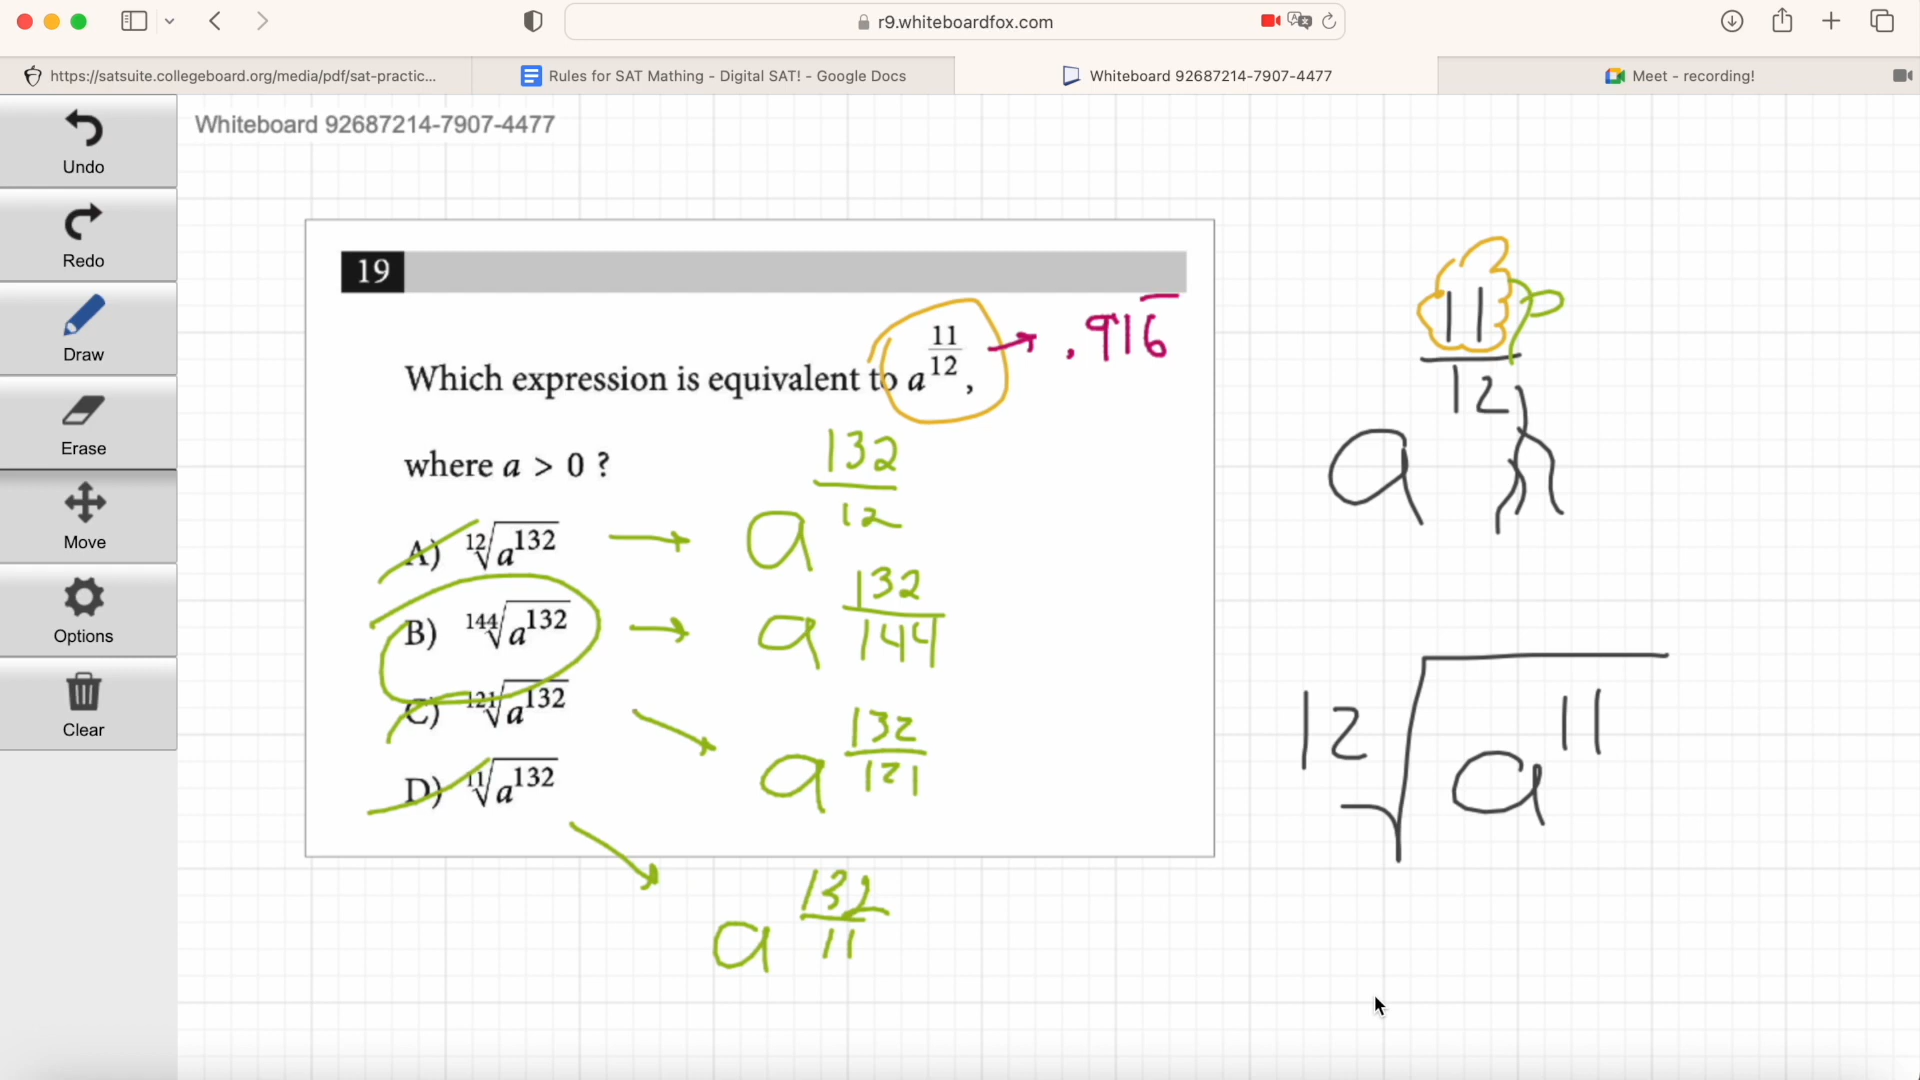 r9.whiteboardfox.com
https://satsuite.collegeboard.org/media/pdf/sat-practic...
Rules for SAT Mathing - Digital SAT! - Google Docs
Whiteboard 92687214-7907-4477
Meet - recording!
Undo
Redo
Draw
Erase
Move
Options
Clear
Whiteboard 92687214-7907-4477
19
Which expression is equivalent to a^(11/12),
→ .916̅
where a > 0 ?
A) ¹²√a¹³² → a^(132/12)
B) ¹⁴⁴√a¹³² → a^(132/144)
C) ¹²¹√a¹³² → a^(132/121)
D) ¹¹√a¹³² → a^(132/11)
a^(11/12)
¹²√a¹¹